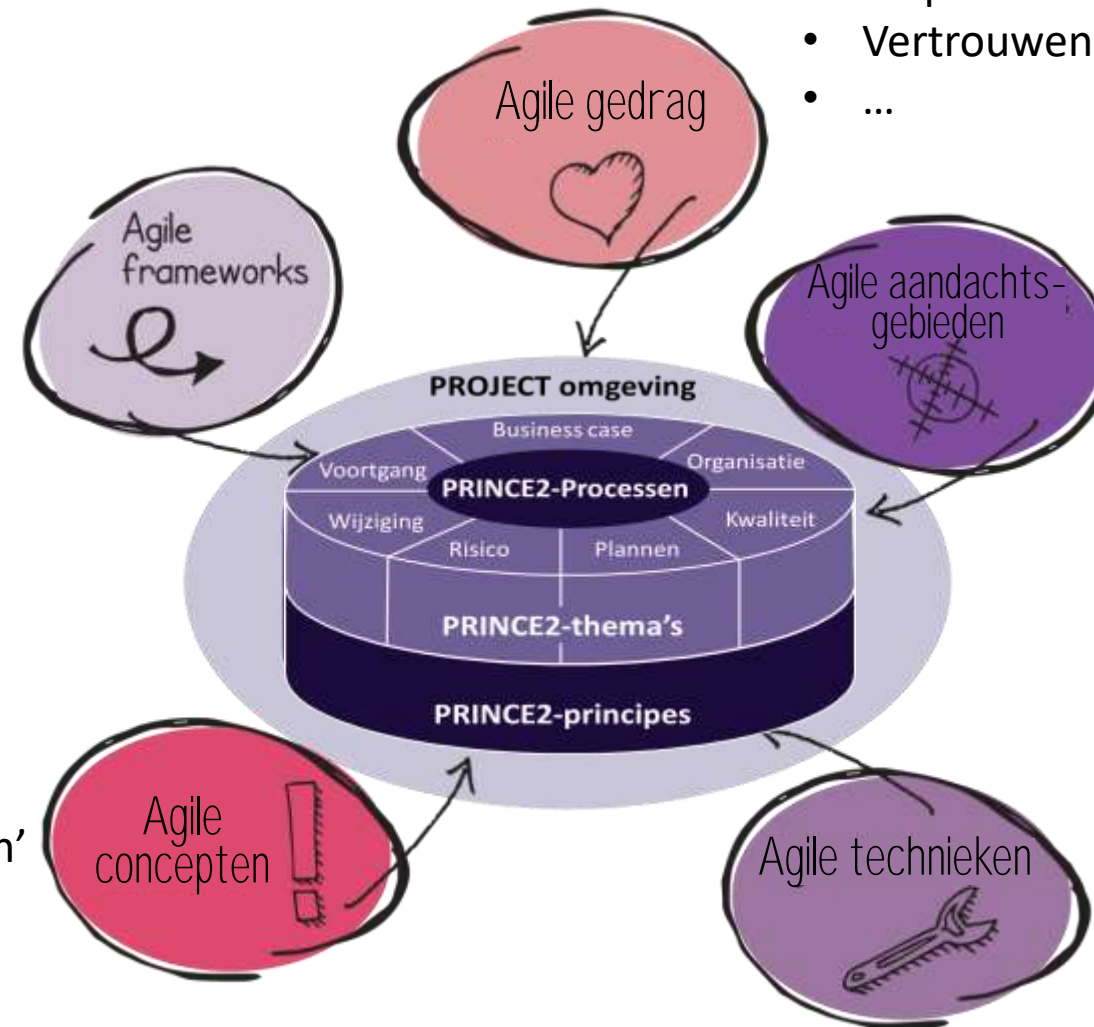 • Vertrouwen
• ...
Agile gedrag
Agile
frameworks
Agile aandachts-
gebieden
PROJECT omgeving
Business case
Voortgang
Organisatie
PRINCE2-Processen
Wijziging
Kwaliteit
Risico
Plannen
PRINCE2-thema's
PRINCE2-principes
Agile
concepten
Agile technieken